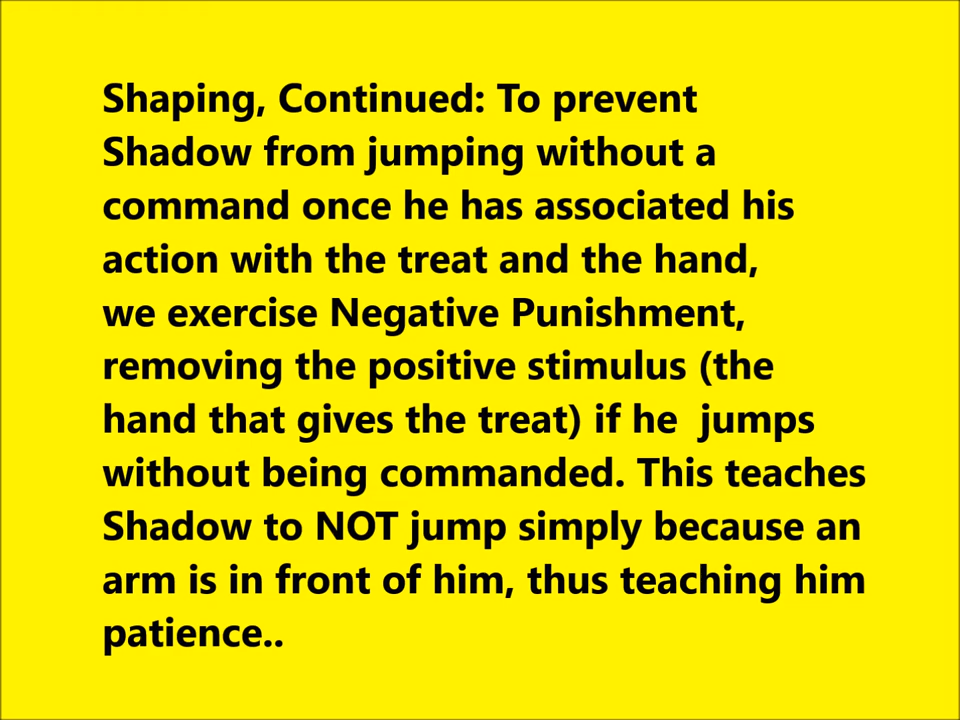 Shaping, Continued: To prevent
Shadow from jumping without a
command once he has associated his
action with the treat and the hand,
we exercise Negative Punishment,
removing the positive stimulus (the
hand that gives the treat) if he  jumps
without being commanded. This teaches
Shadow to NOT jump simply because an
arm is in front of him, thus teaching him
patience..